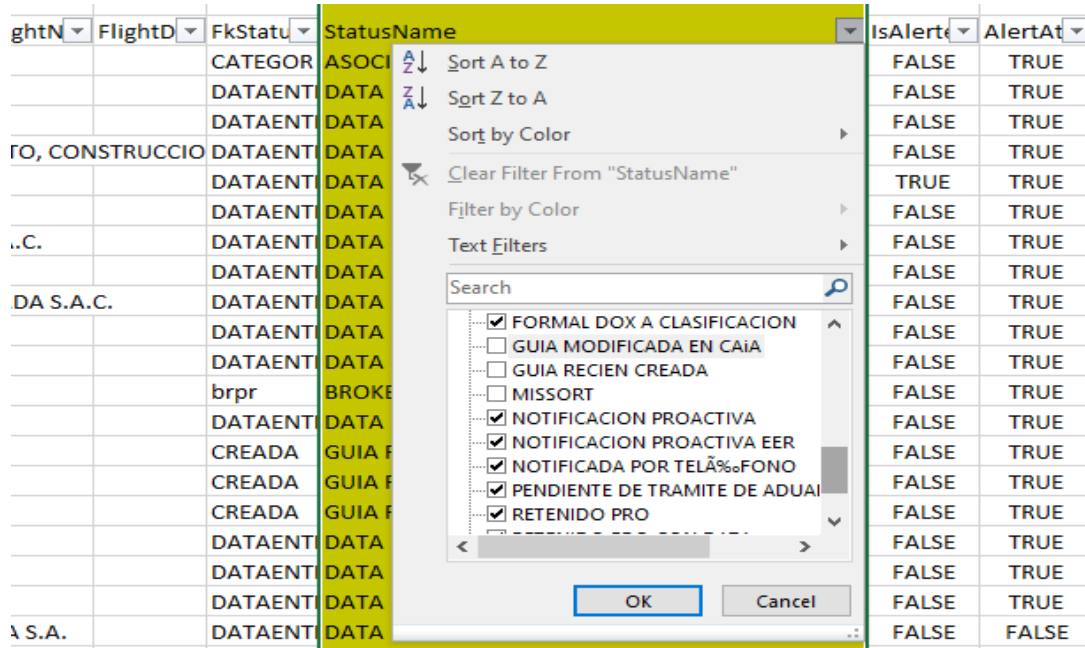 ghtN FlightD FkStatu StatusName IsAlerte AlertAt
CATEGOR ASOCI FALSE TRUE
Sort A to Z
DATAENTI DATA FALSE TRUE
Sort Z to A
DATAENTI DATA FALSE TRUE
Sort by Color
TO, CONSTRUCCIO DATAENTI DATA FALSE TRUE
Clear Filter From "StatusName"
DATAENTI DATA TRUE TRUE
Filter by Color
DATAENTI DATA FALSE TRUE
.C. DATAENTI DATA FALSE TRUE
Text Filters
DATAENTI DATA FALSE TRUE
Search
DA S.A.C. DATAENTI DATA FALSE TRUE
FORMAL DOX A CLASIFICACION
DATAENTI DATA FALSE TRUE
GUIA MODIFICADA EN CAiA
DATAENTI DATA FALSE TRUE
GUIA RECIEN CREADA
brpr BROKE FALSE TRUE
MISSORT
DATAENTI DATA FALSE TRUE
NOTIFICACION PROACTIVA
NOTIFICACION PROACTIVA EER
CREADA GUIA F FALSE TRUE
NOTIFICADA POR TELÃ‰FONO
CREADA GUIA F FALSE TRUE
PENDIENTE DE TRAMITE DE ADUAI
CREADA GUIA F FALSE TRUE
RETENIDO PRO
DATAENTI DATA FALSE TRUE
DATAENTI DATA FALSE TRUE
DATAENTI DATA FALSE TRUE
OK Cancel
A S.A. DATAENTI DATA FALSE FALSE